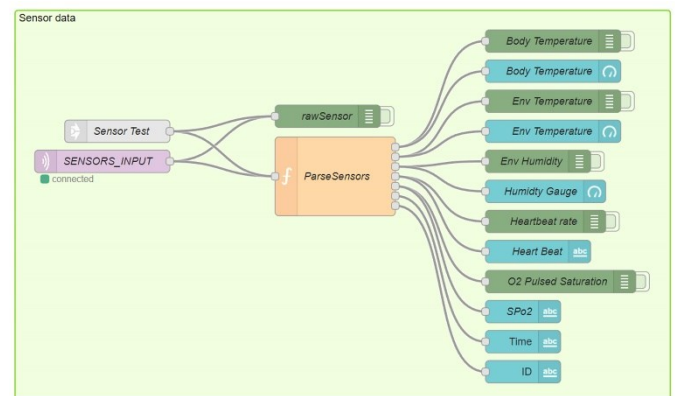 Sensor data
Sensor Test
SENSORS_INPUT
connected
rawSensor
f
ParseSensors
Body Temperature
Body Temperature
Env Temperature
Env Temperature
Env Humidity
Humidty Gauge
Heartbeat rate
Heart Beat abc
O2 Pulsed Saturation
SPo2 abc
Time abc
ID abc